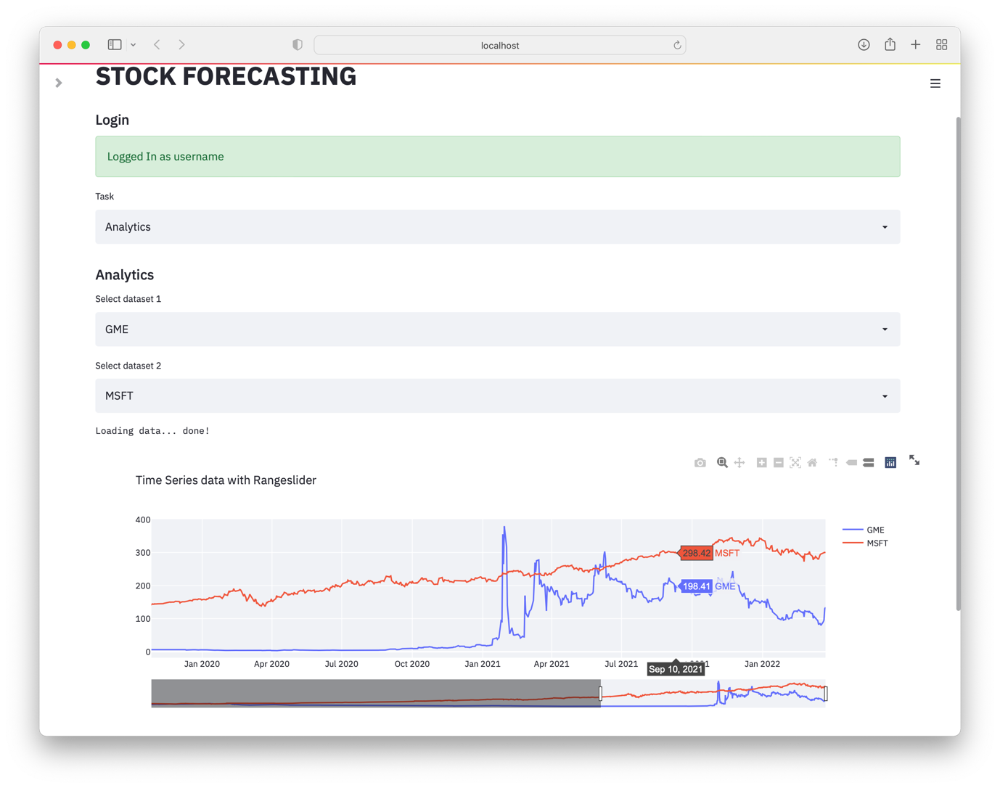 localhost
STOCK FORECASTING
Login
Logged In as username
Task
Analytics
Analytics
Select dataset 1
GME
Select dataset 2
MSFT
Loading data... done!
Time Series data with Rangeslider
400
300
200
100
0
298.42 MSFT
198.41 GME
GME
MSFT
Jan 2020 Apr 2020 Jul 2020 Oct 2020 Jan 2021 Apr 2021 Jul 2021 Jan 2022
Sep 10, 2021